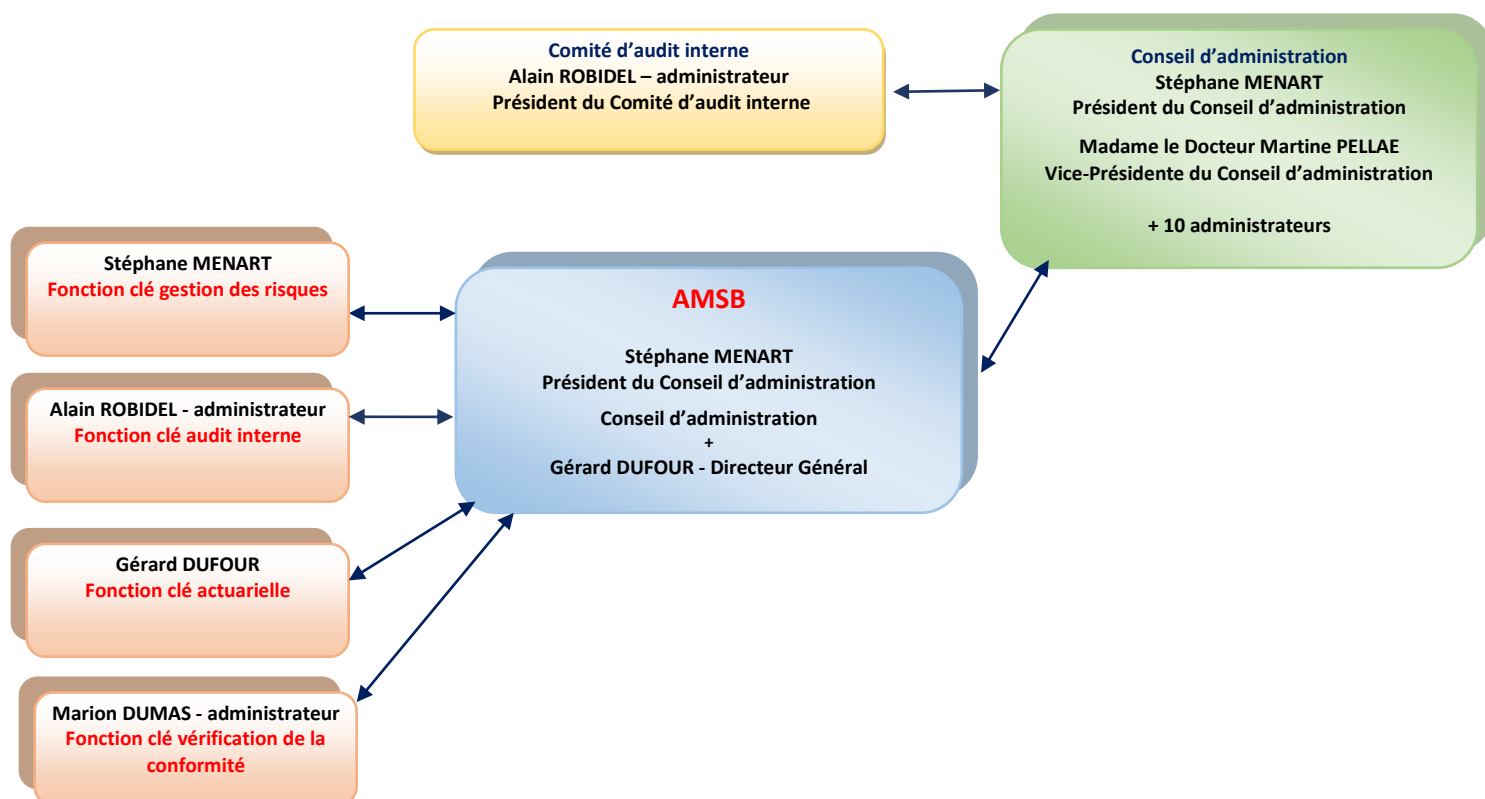 Comité d’audit interne
Alain ROBIDEL – administrateur
Président du Comité d’audit interne
Conseil d’administration
Stéphane MENART
Président du Conseil d’administration
Madame le Docteur Martine PELLAE
Vice-Présidente du Conseil d’administration
+ 10 administrateurs
Stéphane MENART
Fonction clé gestion des risques
Alain ROBIDEL - administrateur
Fonction clé audit interne
Gérard DUFOUR
Fonction clé actuarielle
Marion DUMAS - administrateur
Fonction clé vérification de la
conformité
AMSB
Stéphane MENART
Président du Conseil d’administration
Conseil d’administration
+
Gérard DUFOUR - Directeur Général